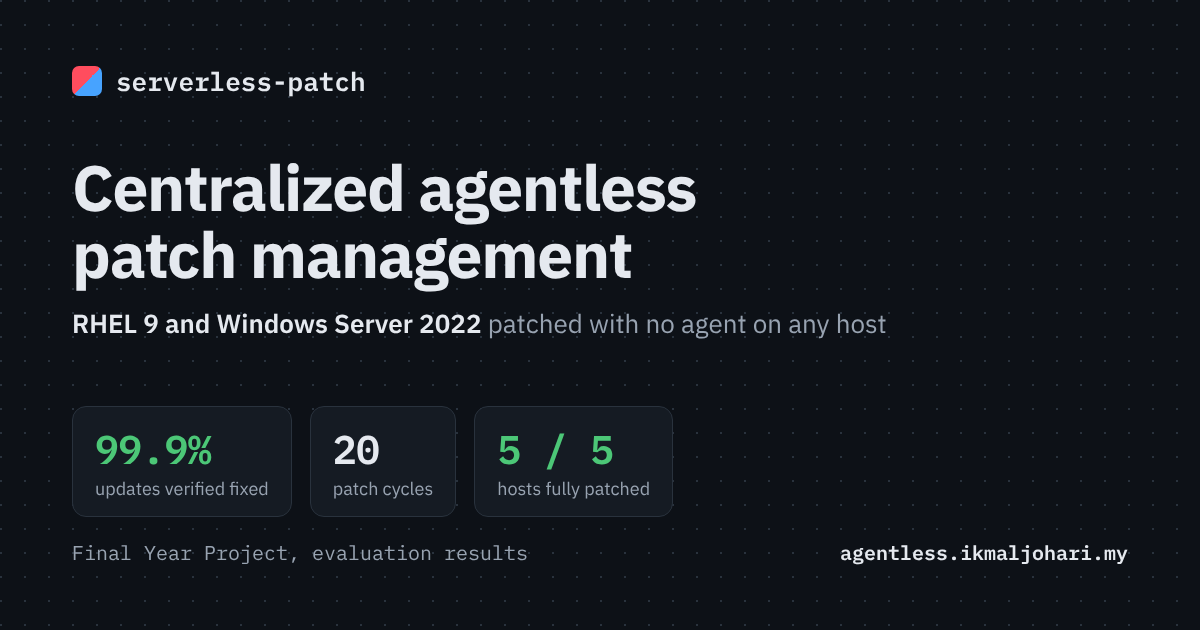 serverless-patch
Centralized agentless
patch management
RHEL 9 and Windows Server 2022 patched with no agent on any host
99.9%
updates verified fixed
20
patch cycles
5 / 5
hosts fully patched
Final Year Project, evaluation results
agentless.ikmaljohari.my